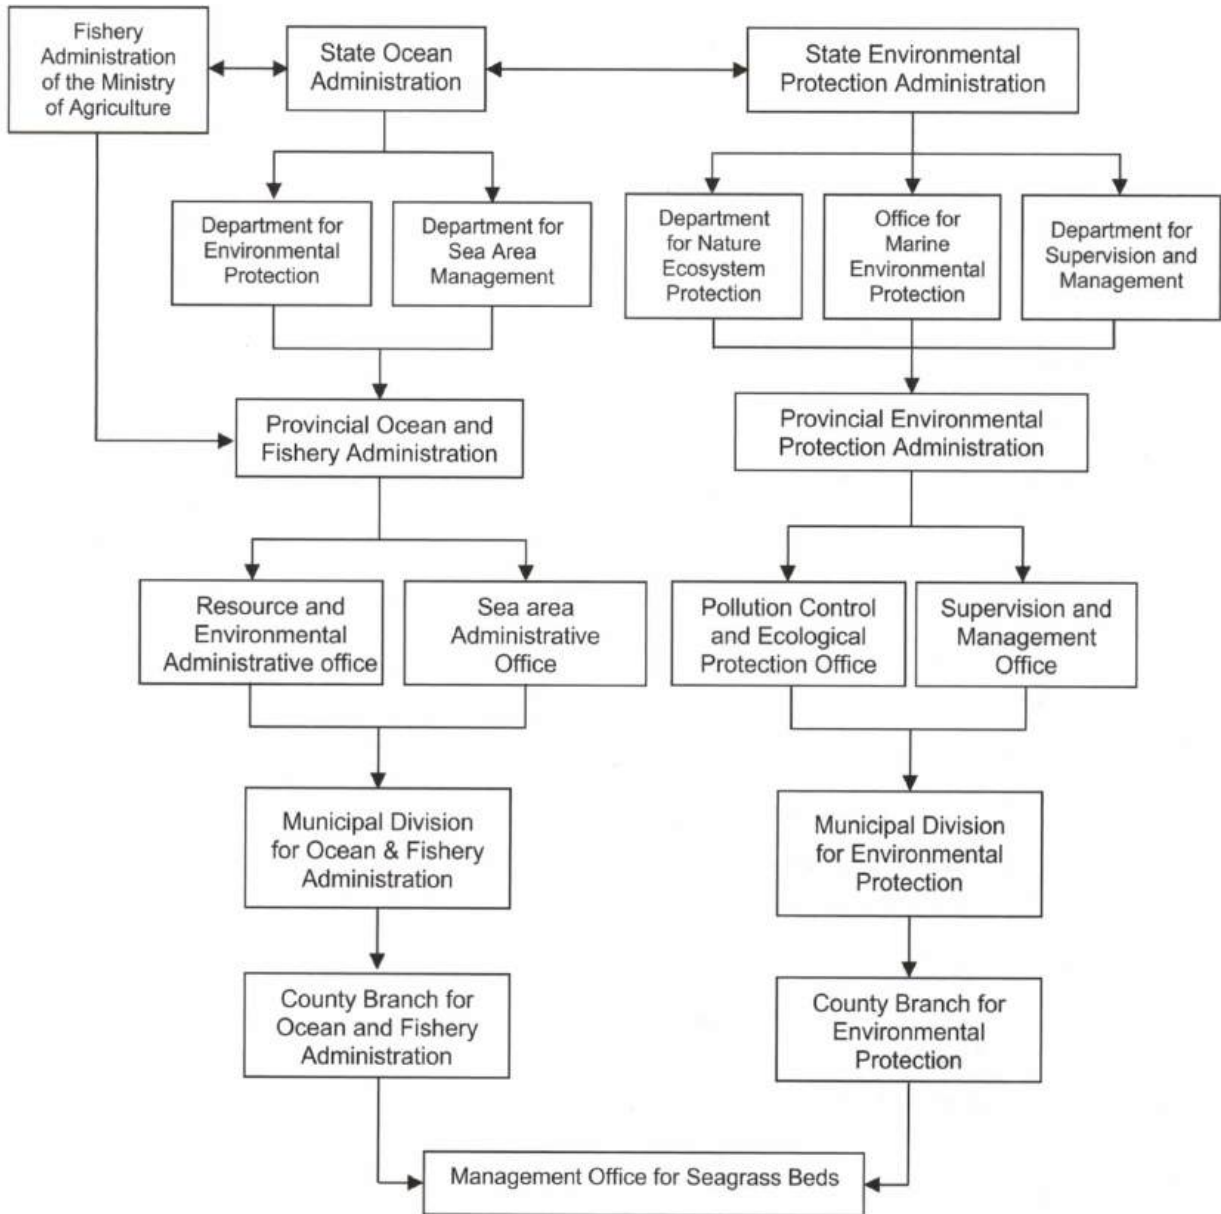 Fishery
Administration
of the Ministry
of Agriculture
State Ocean
Administration
State Environmental
Protection Administration
Department for
Environmental
Protection
Department for
Sea Area
Management
Department
for Nature
Ecosystem
Protection
Office for
Marine
Environmental
Protection
Department for
Supervision and
Management
Provincial Ocean and
Fishery Administration
Provincial Environmental
Protection Administration
Resource and
Environmental
Administrative office
Sea area
Administrative
Office
Pollution Control
and Ecological
Protection Office
Supervision and
Management
Office
Municipal Division
for Ocean & Fishery
Administration
Municipal Division
for Environmental
Protection
County Branch for
Ocean and Fishery
Administration
County Branch for
Environmental
Protection
Management Office for Seagrass Beds